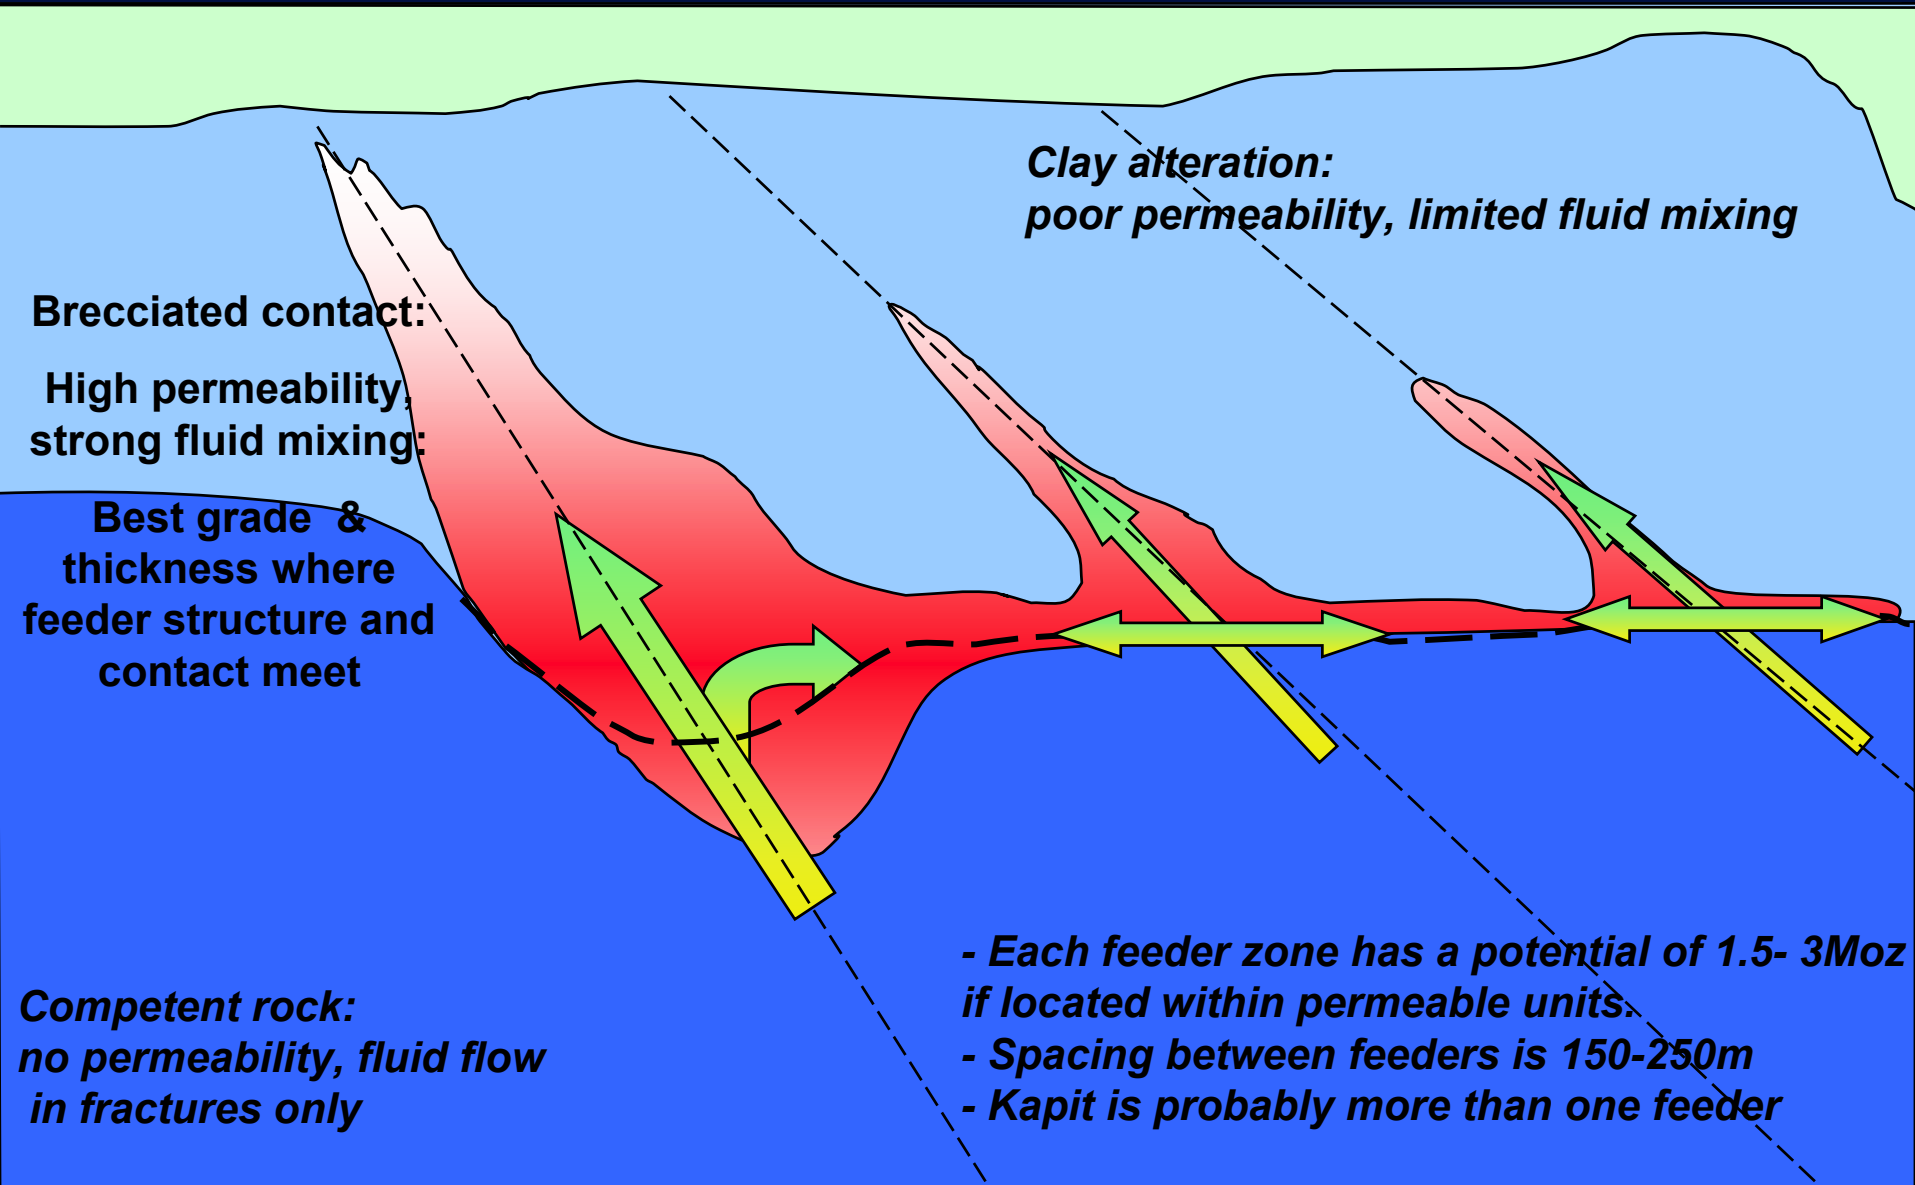 Clay alteration:
poor permeability, limited fluid mixing
Brecciated contact:
High permeability,
strong fluid mixing:
Best grade & 
thickness where
feeder structure and
contact meet
Competent rock:
no permeability, fluid flow
in fractures only
- Each feeder zone has a potential of 1.5- 3Moz
if located within permeable units.
- Spacing between feeders is 150-250m
- Kapit is probably more than one feeder